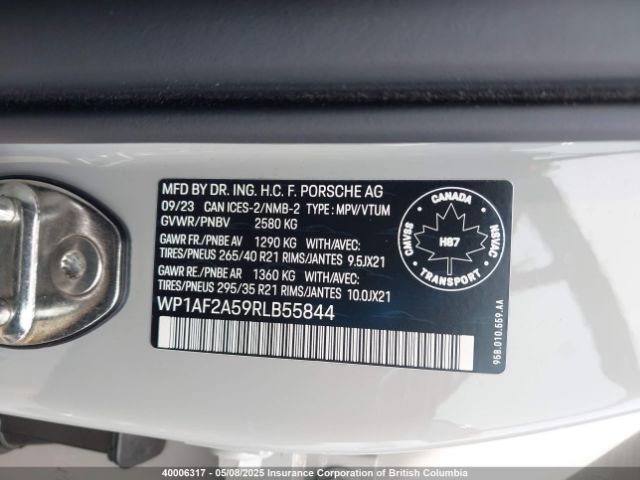 MFD BY DR. ING. H.C. F. PORSCHE AG
09/23 CAN ICES-2/NMB-2 TYPE : MPV/VTUM
GVWR/PNBV 2580 KG
GAWR FR/PNBE AV 1290 KG WITH/AVEC:
TIRES/PNEUS 265/40 R21 RIMS/JANTES 9.5JX21
GAWR RE./PNBE AR 1360 KG WITH/AVEC:
TIRES/PNEUS 295/35 R21 RIMS/JANTES 10.0JX21
WP1AF2A59RLB55844
CANADA
CMVSS
NSVAC
H87
TRANSPORT
95B.010.559.AA
40006317 - 05/08/2025 Insurance Corporation of British Columbia